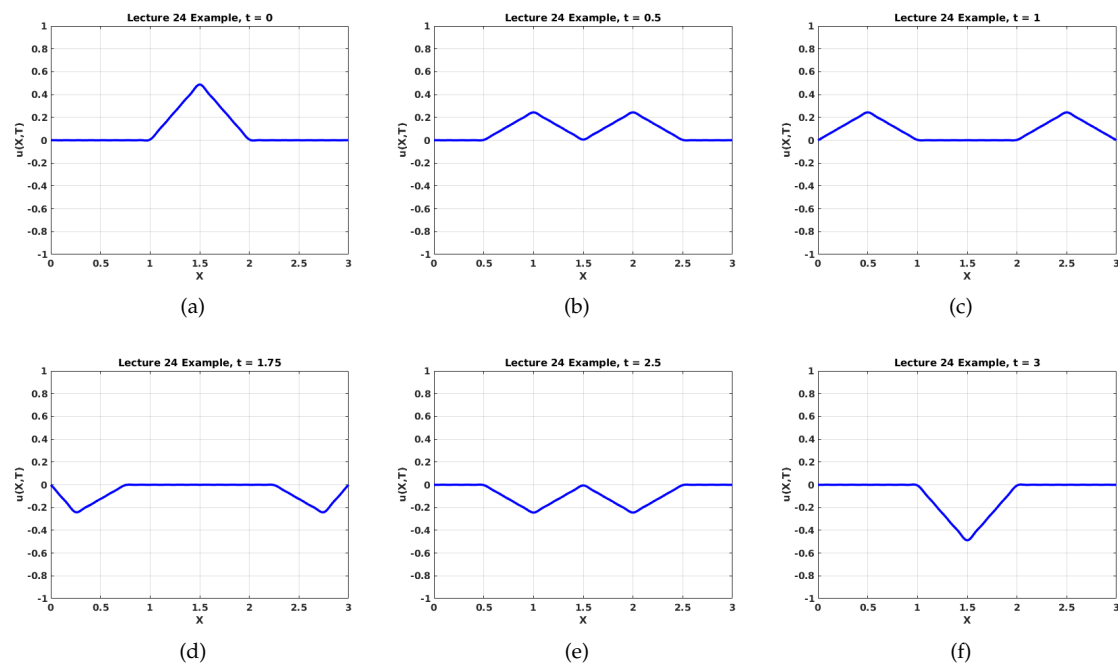 Lecture 24 Example, t = 0
1
0.8
0.6
0.4
0.2
0
-0.2
-0.4
-0.6
-0.8
-1
u(X,T)
0 0.5 1 1.5 2 2.5 3
X
(a)
Lecture 24 Example, t = 0.5
1
0.8
0.6
0.4
0.2
0
-0.2
-0.4
-0.6
-0.8
-1
u(X,T)
0 0.5 1 1.5 2 2.5 3
X
(b)
Lecture 24 Example, t = 1
1
0.8
0.6
0.4
0.2
0
-0.2
-0.4
-0.6
-0.8
-1
u(X,T)
0 0.5 1 1.5 2 2.5 3
X
(c)
Lecture 24 Example, t = 1.75
1
0.8
0.6
0.4
0.2
0
-0.2
-0.4
-0.6
-0.8
-1
u(X,T)
0 0.5 1 1.5 2 2.5 3
X
(d)
Lecture 24 Example, t = 2.5
1
0.8
0.6
0.4
0.2
0
-0.2
-0.4
-0.6
-0.8
-1
u(X,T)
0 0.5 1 1.5 2 2.5 3
X
(e)
Lecture 24 Example, t = 3
1
0.8
0.6
0.4
0.2
0
-0.2
-0.4
-0.6
-0.8
-1
u(X,T)
0 0.5 1 1.5 2 2.5 3
X
(f)